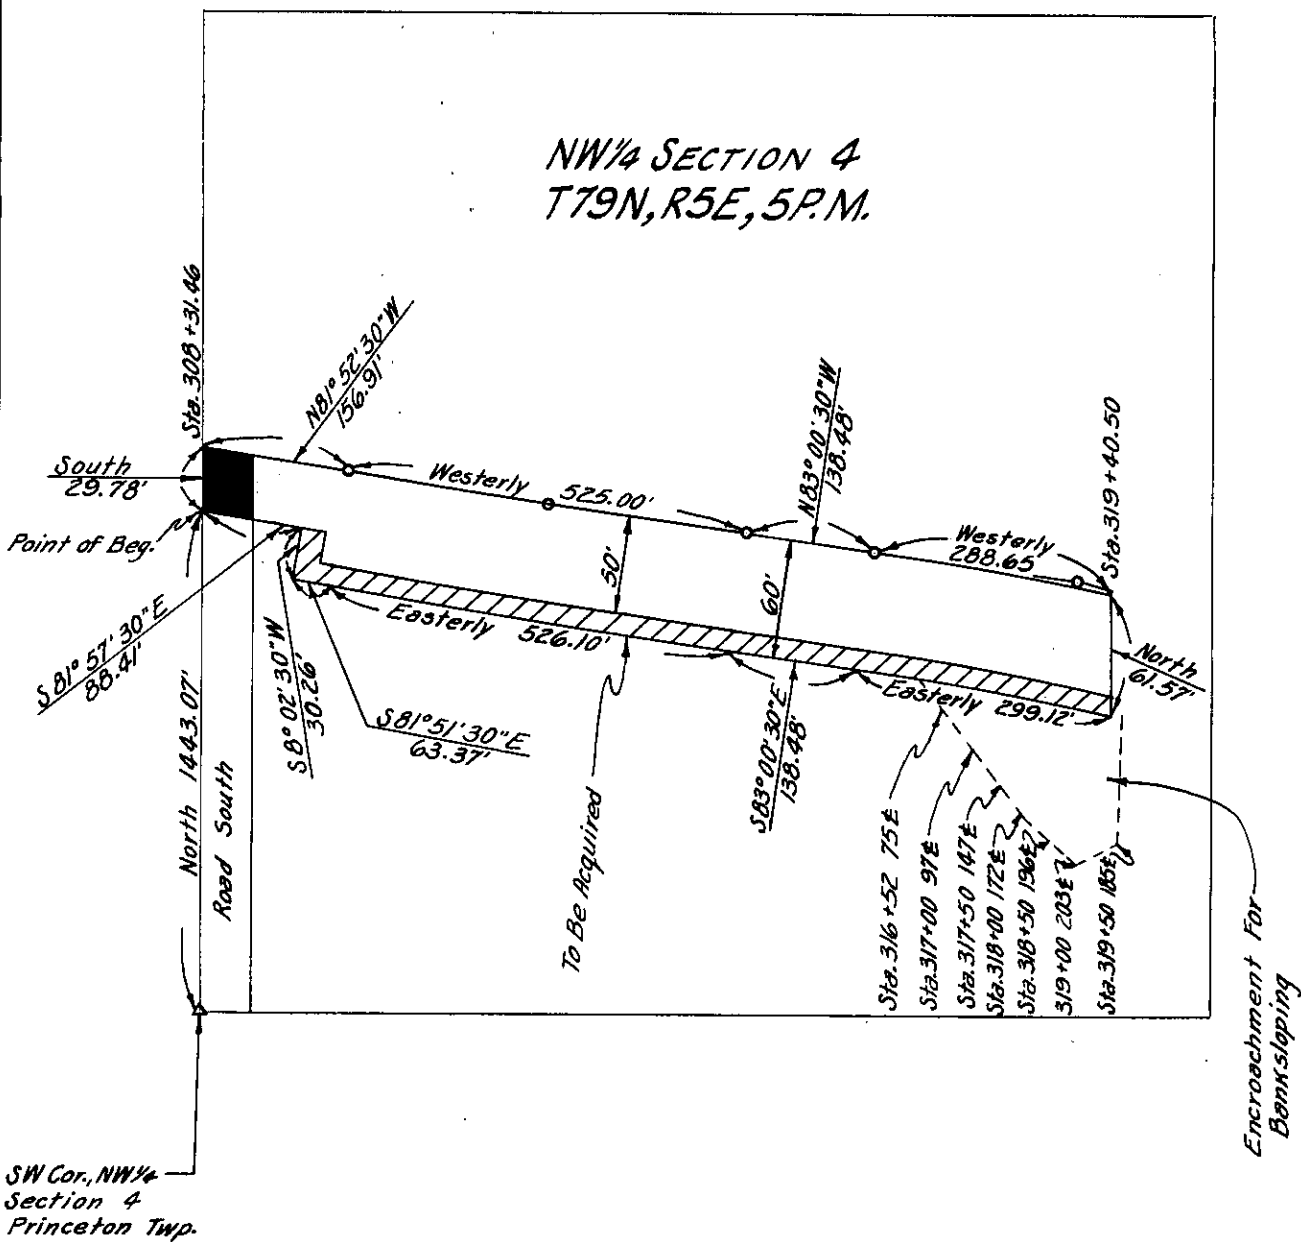 NW¼ SECTION 4
T79N, R5E, 5P.M.
Sta. 308+31.46
N81°52'30"W
156.91'
South
29.78'
Point of Beg.
Westerly 525.00'
N83°00'30"W
138.48'
Westerly
288.65
Sta. 319+40.50
50'
60'
North
61.57'
S81°57'30"E
88.41'
S8°02'30"W
30.26'
Easterly 526.10'
S81°51'30"E
63.37'
Easterly 299.12'
S83°00'30"E
138.48'
To Be Acquired
North 1443.07'
Road South
Sta. 316+52 75±
Sta. 317+00 97±
Sta. 317+50 147±
Sta. 318+00 172±
Sta. 318+50 196±
319+00 203±
Sta. 319+50 185±
Encroachment For
Banksloping
SW Cor., NW¼
Section 4
Princeton Twp.